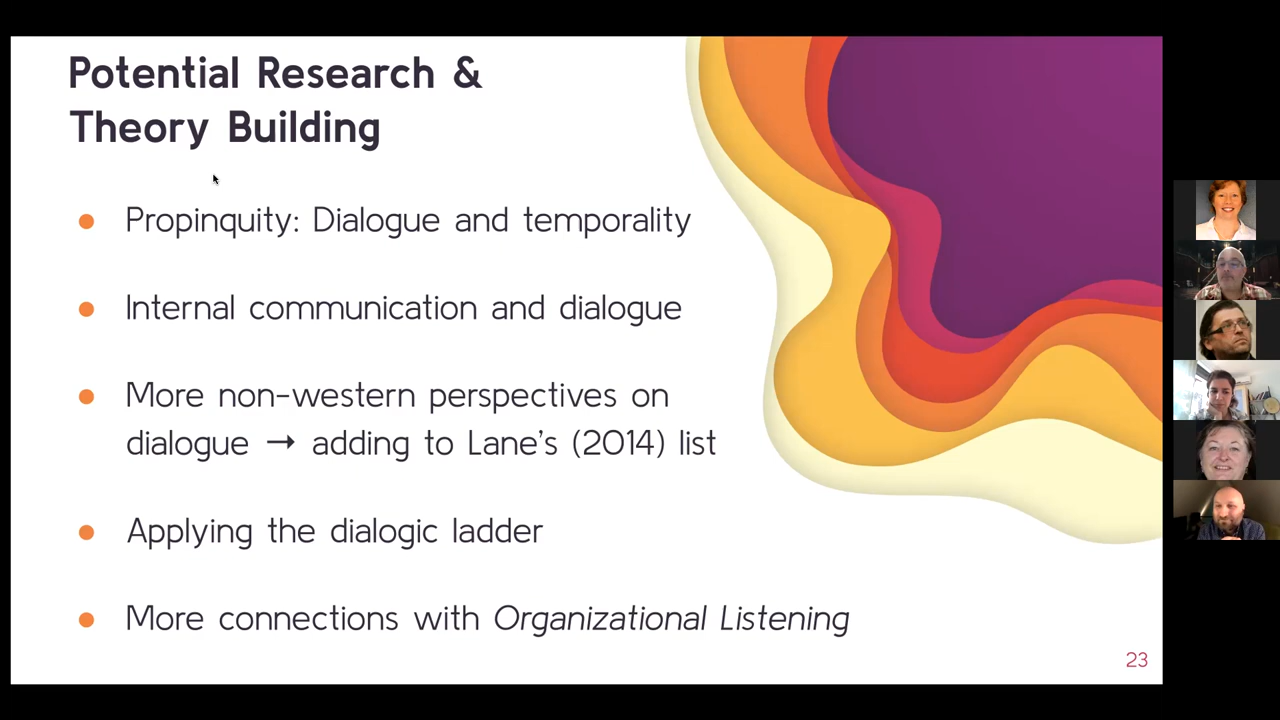 Potential Research &
Theory Building
Propinquity: Dialogue and temporality
Internal communication and dialogue
More non-western perspectives on
dialogue → adding to Lane's (2014) list
Applying the dialogic ladder
More connections with Organizational Listening
23